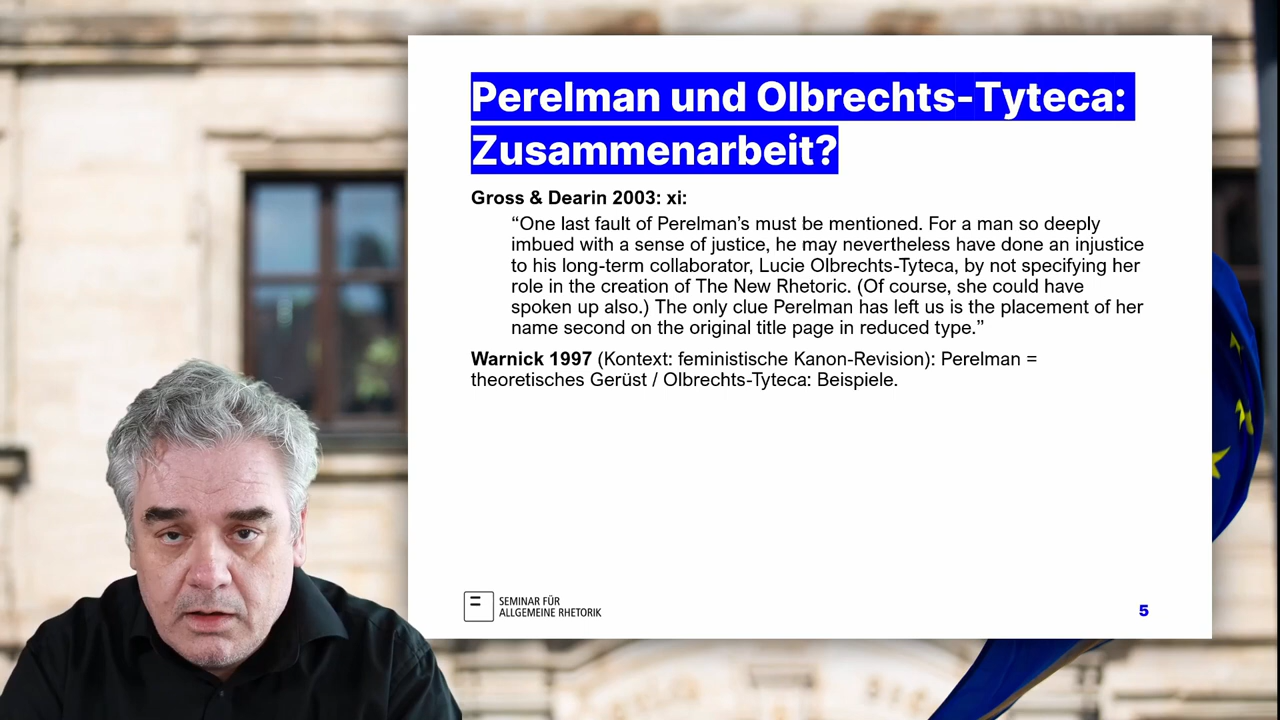 Perelman und Olbrechts-Tyteca:
Zusammenarbeit?
Gross & Dearin 2003: xi:
“One last fault of Perelman’s must be mentioned. For a man so deeply
imbued with a sense of justice, he may nevertheless have done an injustice
to his long-term collaborator, Lucie Olbrechts-Tyteca, by not specifying her
role in the creation of The New Rhetoric. (Of course, she could have
spoken up also.) The only clue Perelman has left us is the placement of her
name second on the original title page in reduced type.”
Warnick 1997 (Kontext: feministische Kanon-Revision): Perelman =
theoretisches Gerüst / Olbrechts-Tyteca: Beispiele.
SEMINAR FÜR
ALLGEMEINE RHETORIK
5